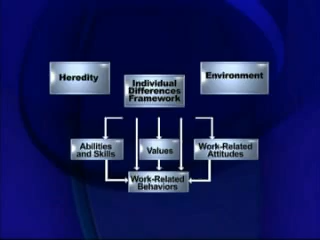 Heredity
Individual
Differences
Framework
Environment
Abilities
and Skills
Values
Work-Related
Attitudes
Work-Related
Behaviors